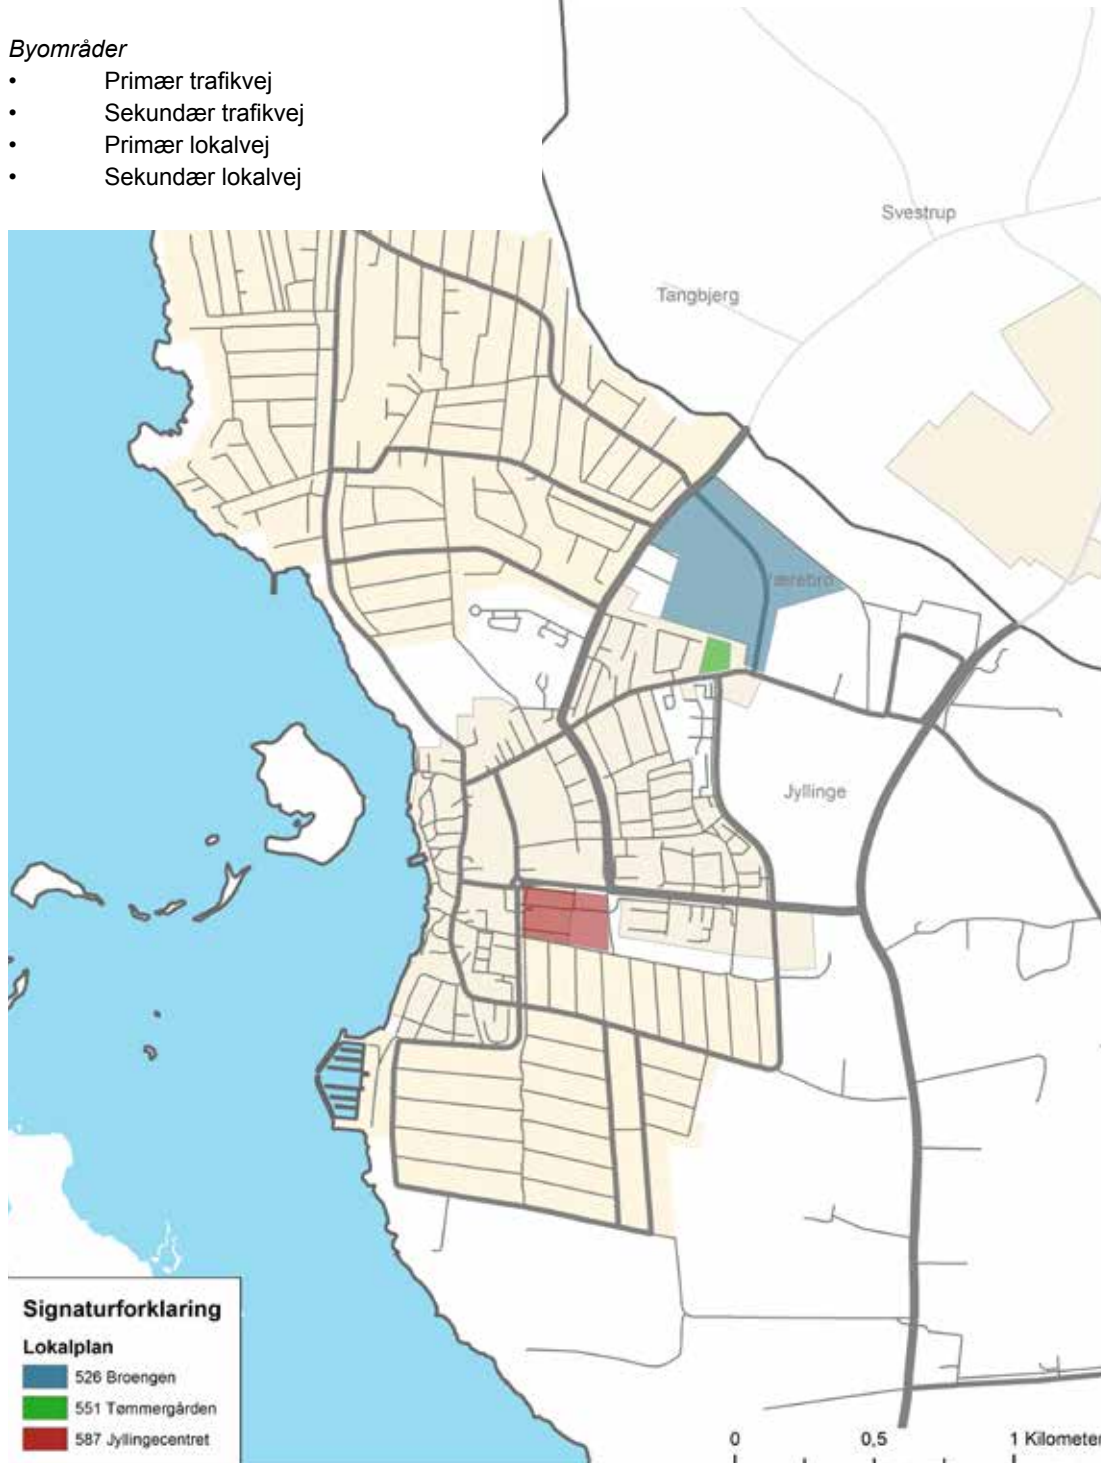 Byområder
• Primær trafikvej
• Sekundær trafikvej
• Primær lokalvej
• Sekundær lokalvej
Svestrup
Tangbjerg
Værebro
Jyllinge
Signaturforklaring
Lokalplan
526 Broengen
551 Tømmergården
587 Jyllingecentret
0 0,5 1 Kilometer